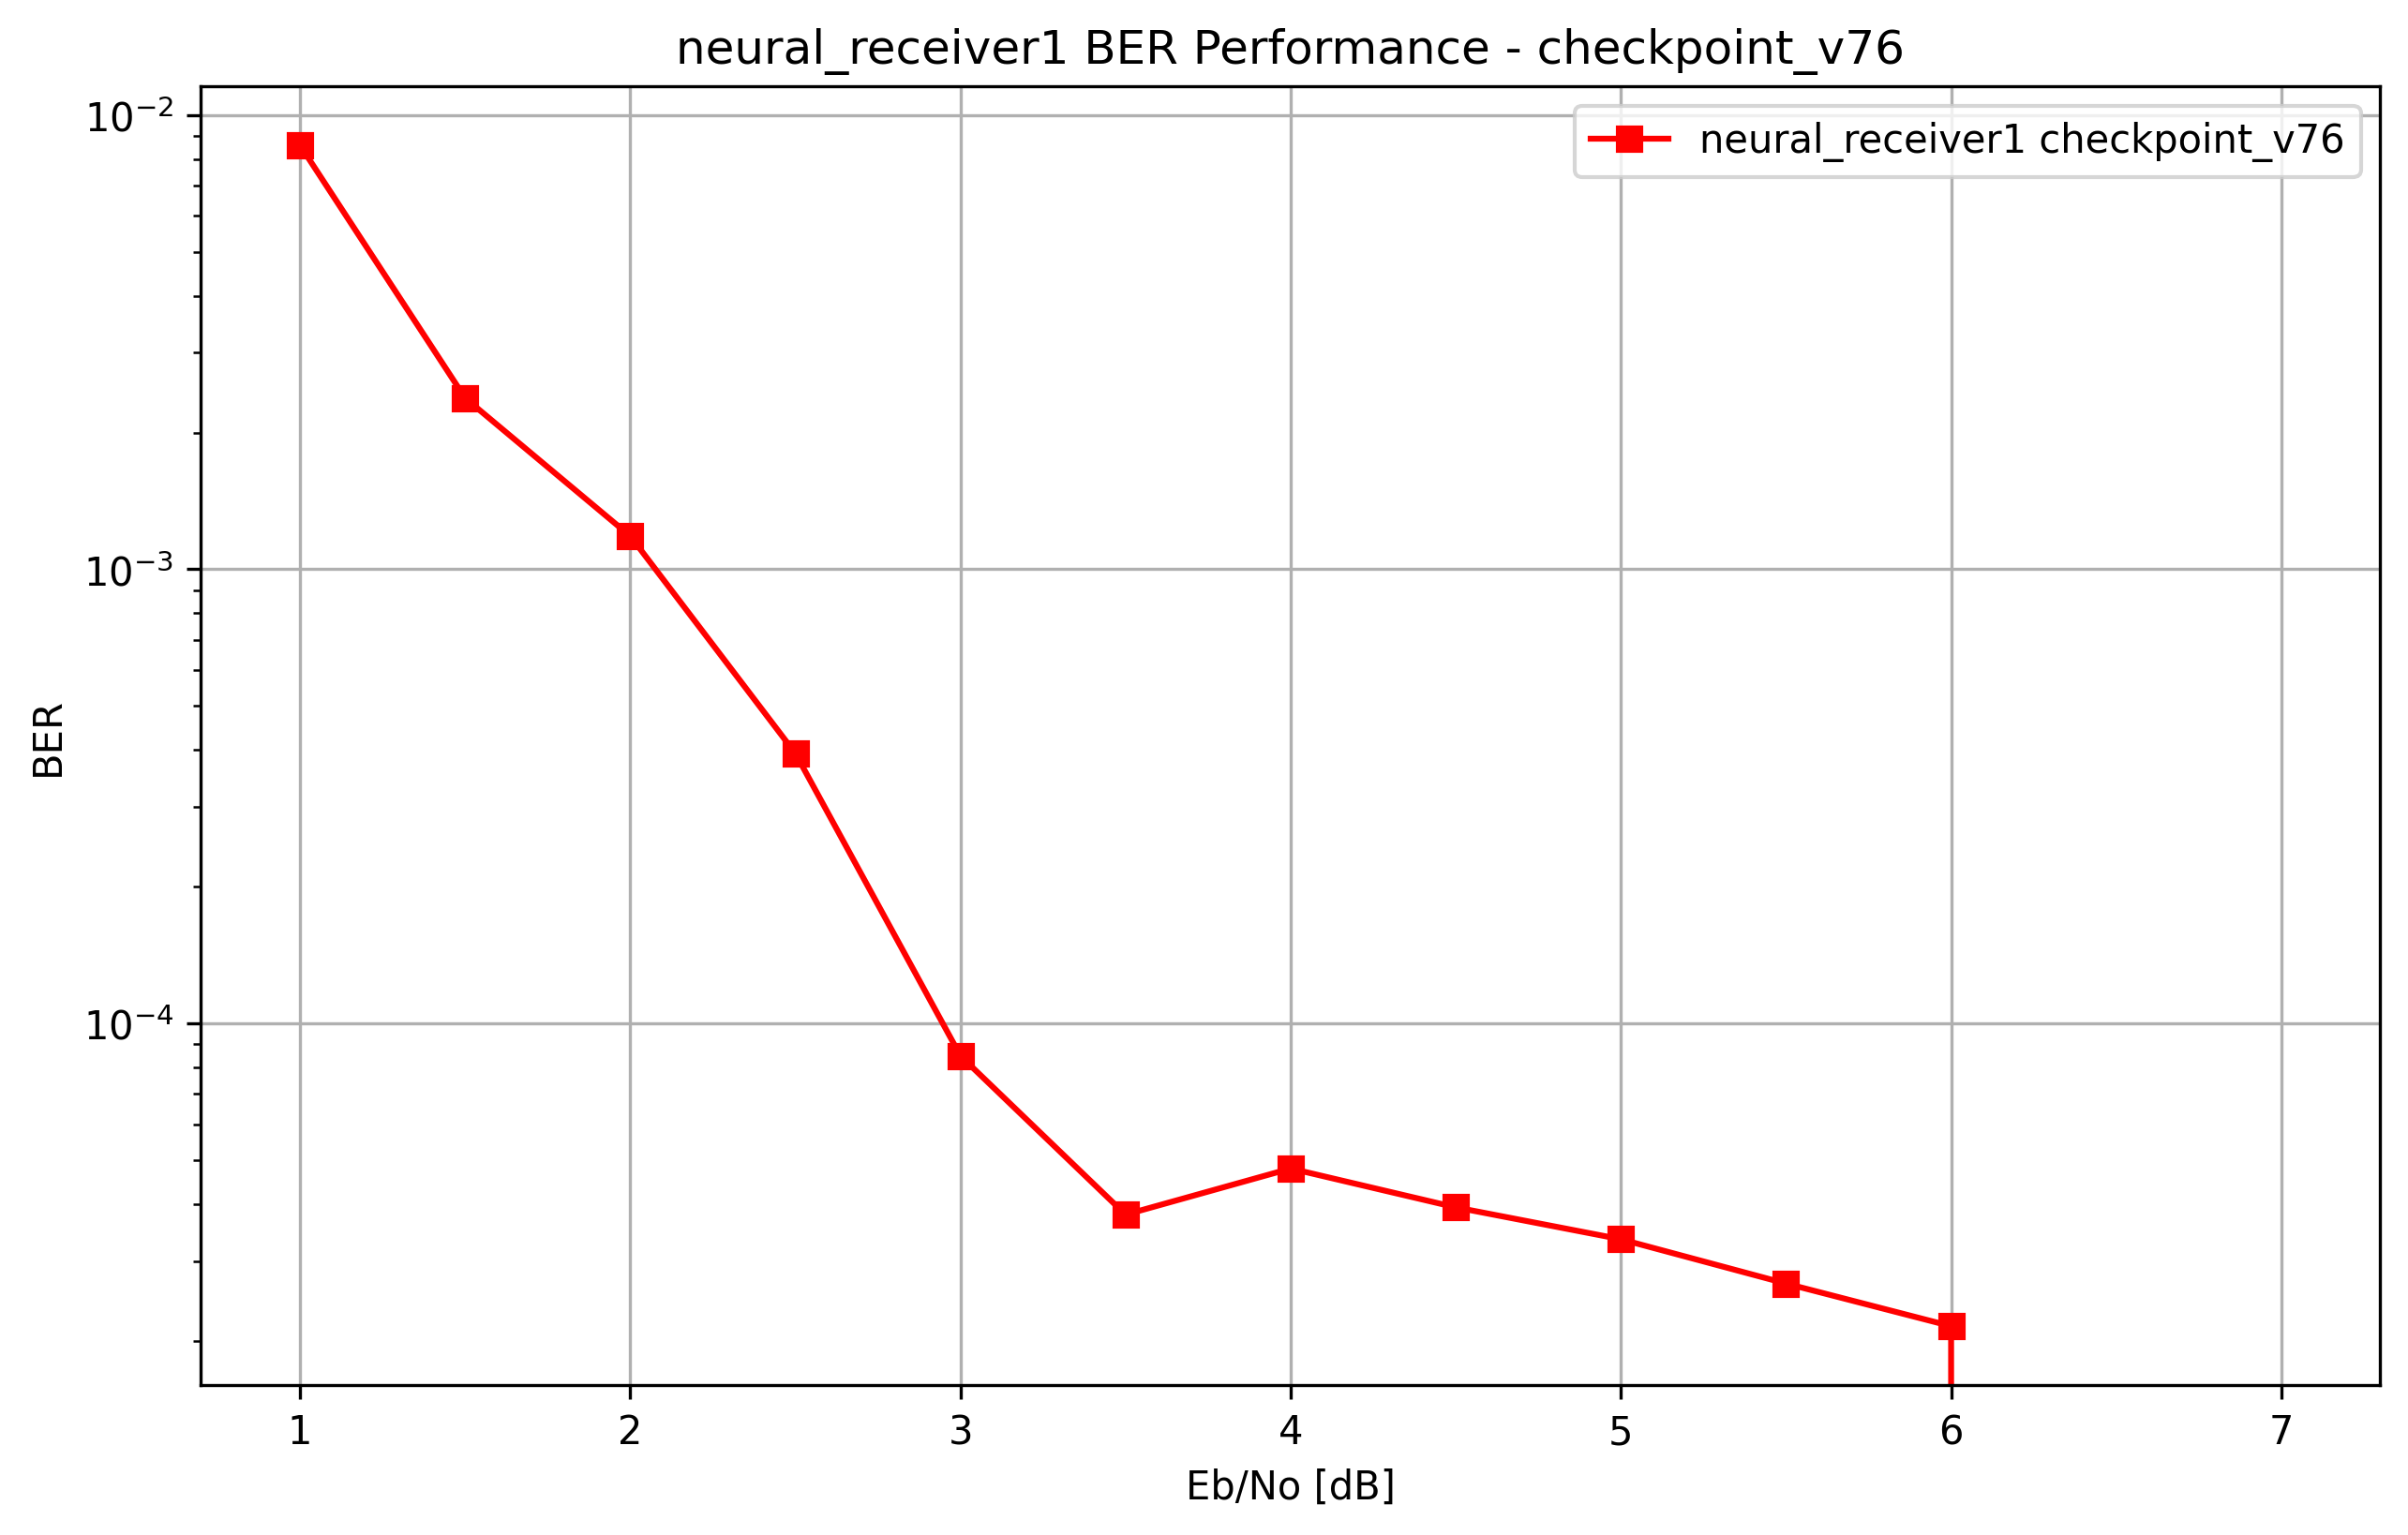 neural_receiver1 BER Performance - checkpoint_v76
neural_receiver1 checkpoint_v76
10⁻²
10⁻³
10⁻⁴
BER
1 2 3 4 5 6 7
Eb/No [dB]